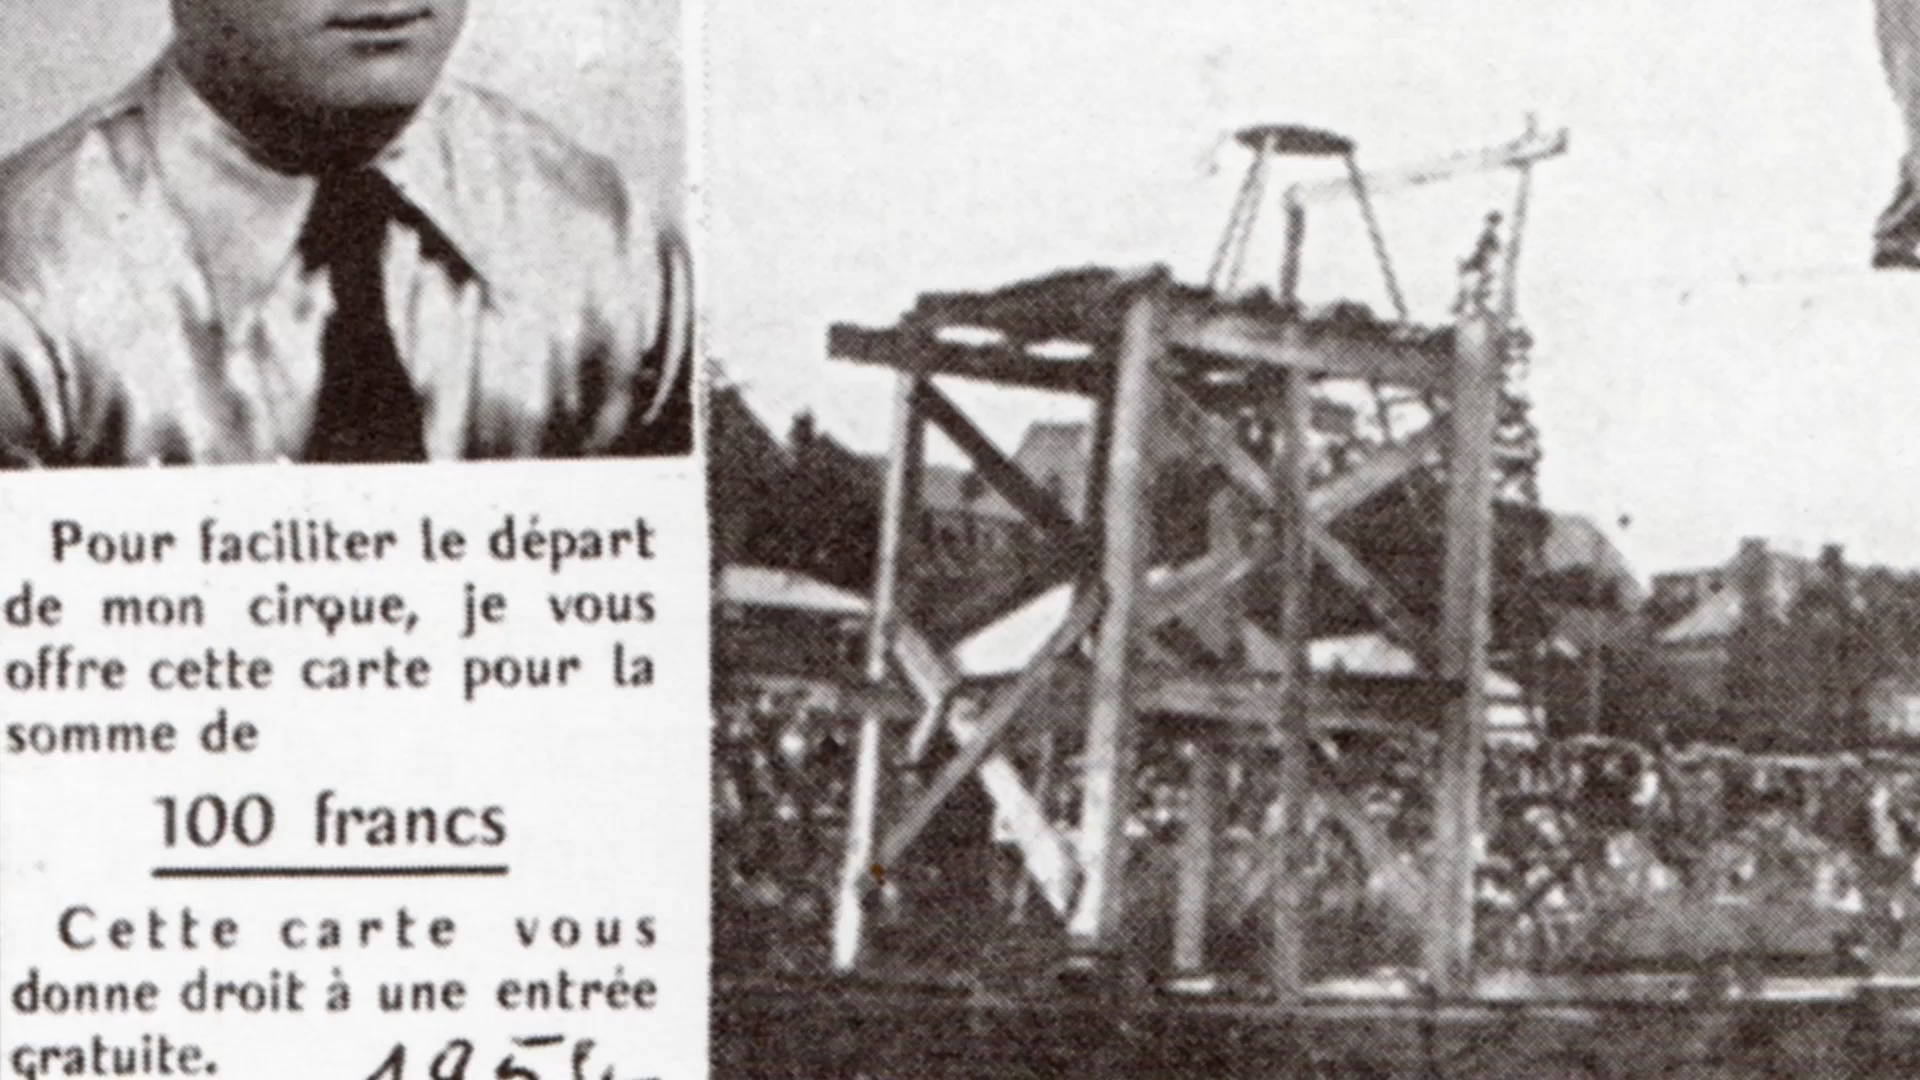 Pour faciliter le départ
de mon cirque, je vous
offre cette carte pour la
somme de
100 francs
Cette carte vous
donne droit à une entrée
gratuite.